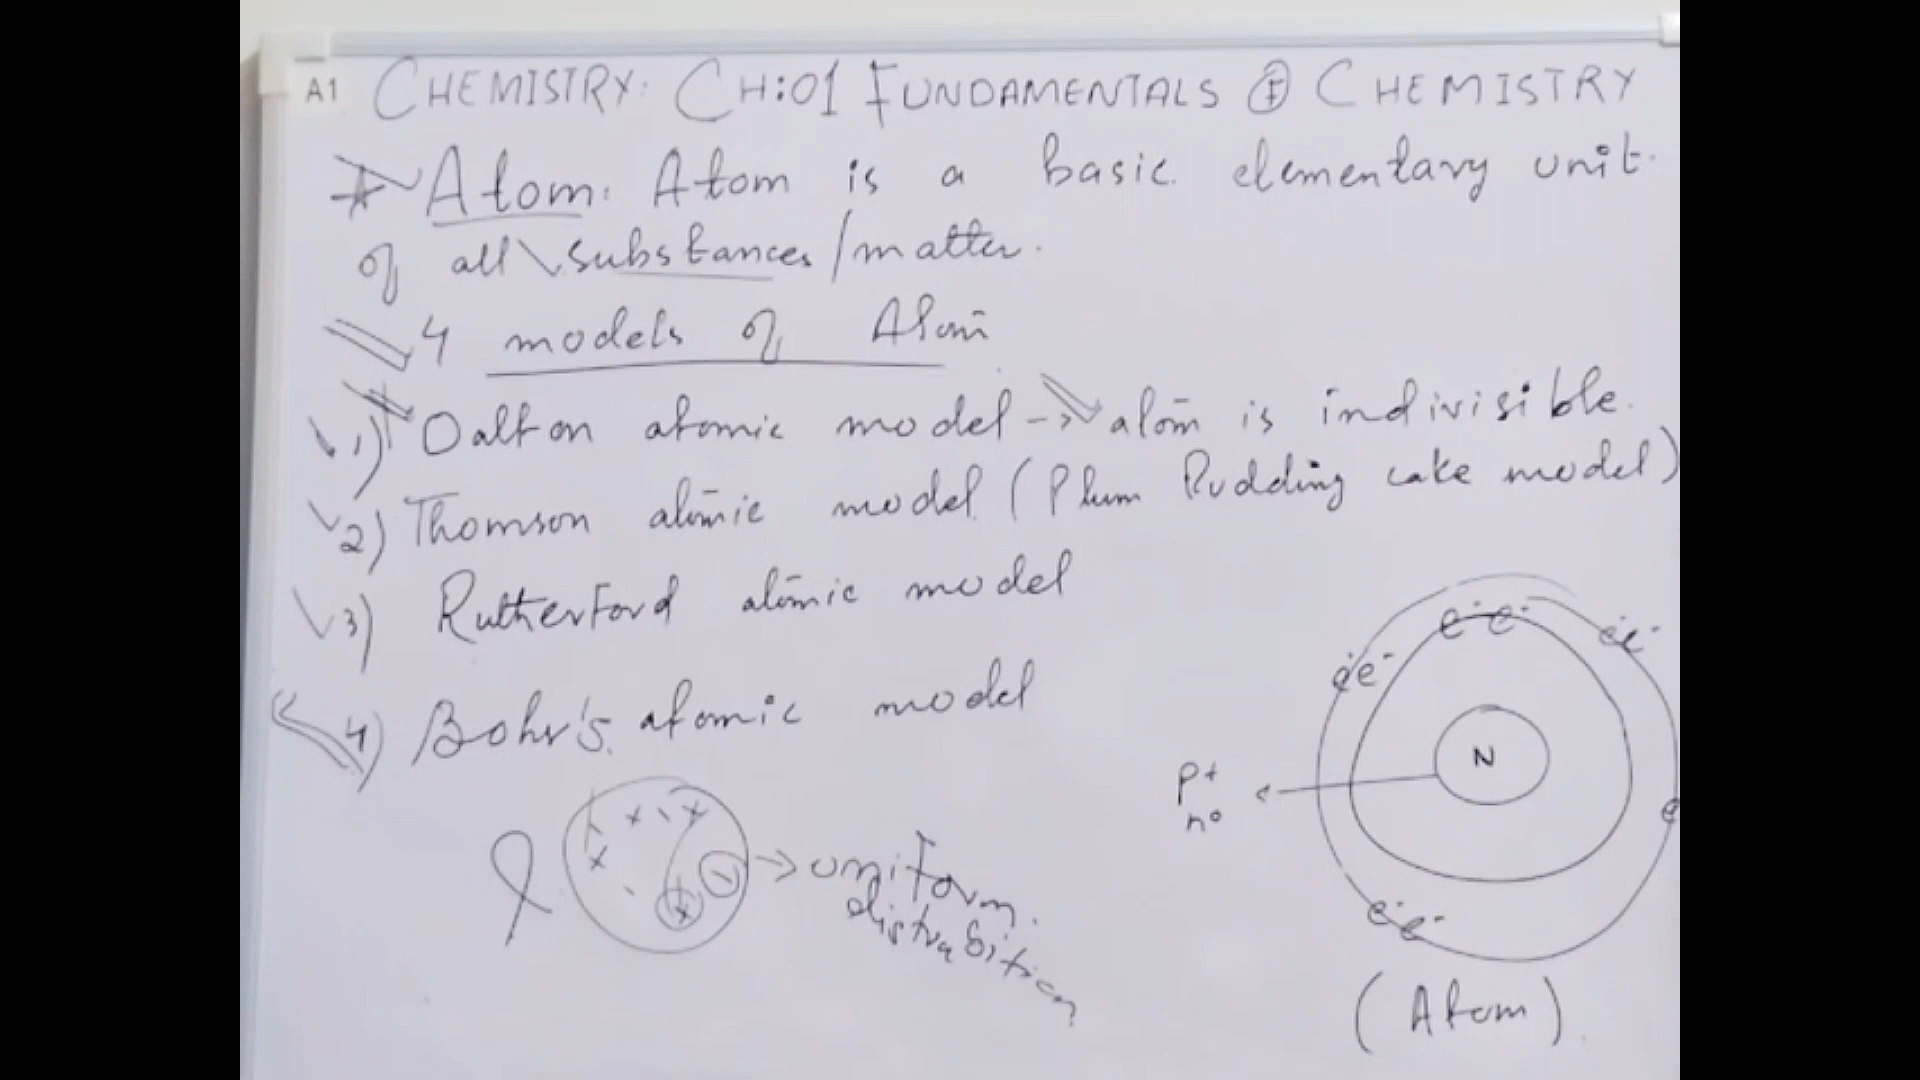 A1 CHEMISTRY: CH:01 FUNDAMENTALS OF CHEMISTRY
Atom: Atom is a basic elementary unit
of all substances/matter.
4 models of Atom
1) Dalton atomic model -> atom is indivisible.
2) Thomson atomic model (Plum Pudding cake model)
3) Rutherford atomic model
4) Bohr's atomic model
e- e-
e- e-
e- e-
N
P+
n°
e
e- e-
uniform
distrabition
(Atom)